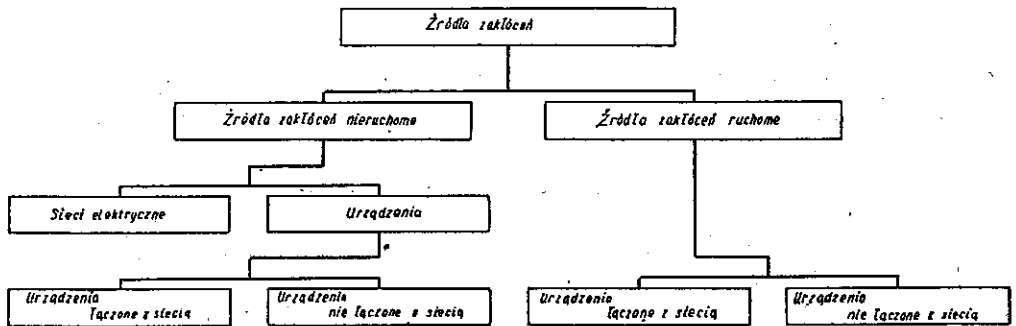 Źródła zakłóceń
Źródła zakłóceń nieruchome
Źródła zakłóceń ruchome
Sieci elektryczne
Urządzenia
Urządzenia
łączone z siecią
Urządzenia
nie łączone z siecią
Urządzenia
łączone z siecią
Urządzenia
nie łączone z siecią